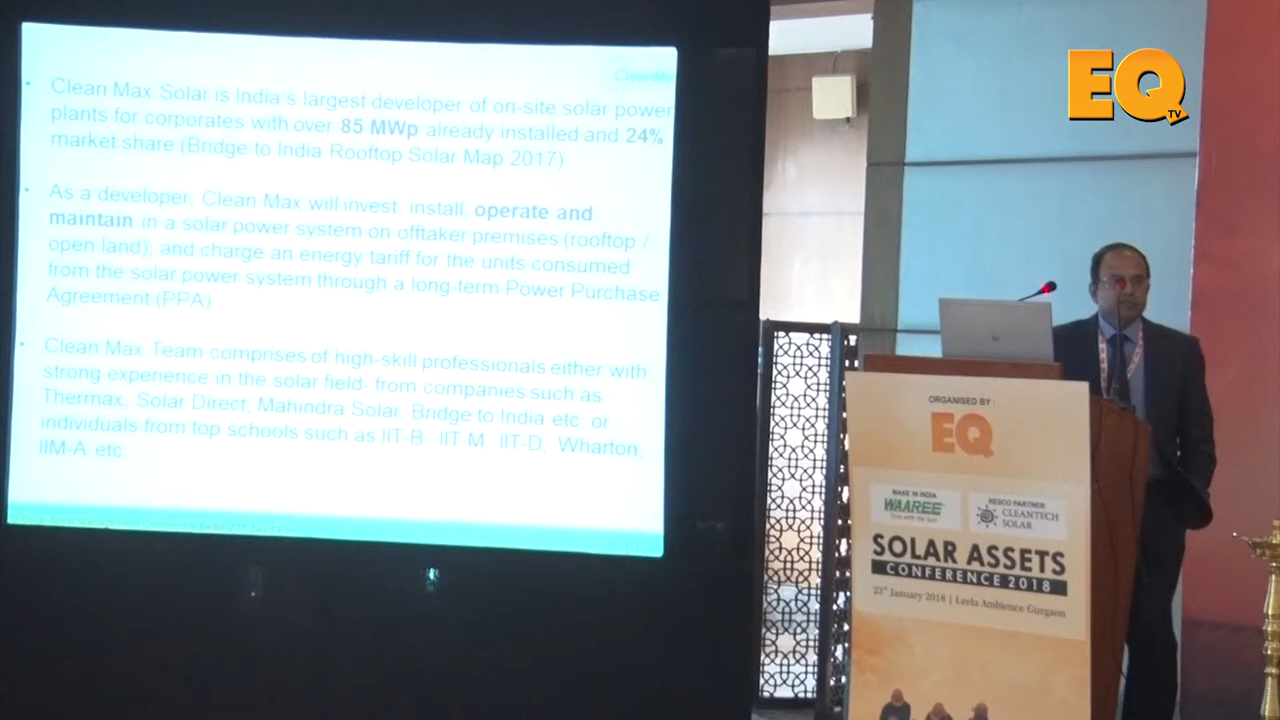 CleanMax
• Clean Max Solar is India's largest developer of on-site solar power
plants for corporates with over 85 MWp already installed and 24%
market share (Bridge to India Rooftop Solar Map 2017)
• As a developer, Clean Max will invest, install, operate and
maintain in a solar power system on offtaker premises (rooftop /
open land); and charge an energy tariff for the units consumed
from the solar power system through a long-term Power Purchase
Agreement (PPA)
• Clean Max Team comprises of high-skill professionals either with
strong experience in the solar field- from companies such as
Thermax, Solar Direct, Mahindra Solar, Bridge to India etc. or
individuals from top schools such as IIT-B, IIT-M, IIT-D, Wharton,
IIM-A etc.
EQ
TV
ORGANISED BY :
EQ
MAKE IN INDIA
WAAREE
One with the Sun
RESCO PARTNER
CLEANTECH
SOLAR
SOLAR ASSETS
CONFERENCE 2018
23rd January 2018 | Leela Ambience Gurgaon